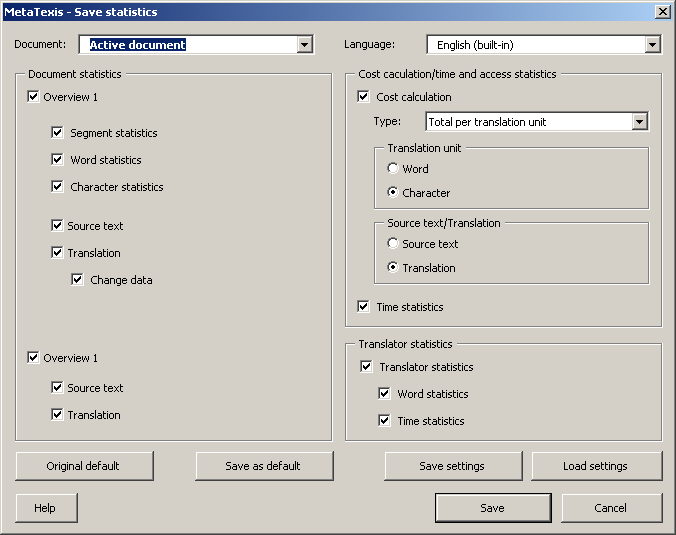 MetaTexis - Save statistics
Document: Active document Language: English (built-in)
Document statistics
Overview 1
Segment statistics
Word statistics
Character statistics
Source text
Translation
Change data
Overview 1
Source text
Translation
Cost caculation/time and access statistics
Cost calculation
Type: Total per translation unit
Translation unit
Word
Character
Source text/Translation
Source text
Translation
Time statistics
Translator statistics
Translator statistics
Word statistics
Time statistics
Original default Save as default Save settings Load settings
Help Save Cancel